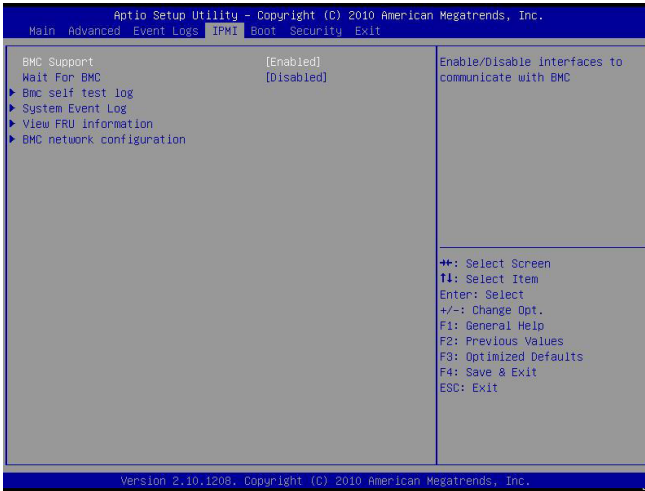 Aptio Setup Utility - Copyright (C) 2010 American Megatrends, Inc.
Main Advanced Event Logs IPMI Boot Security Exit
BMC Support [Enabled]
Wait For BMC [Disabled]
Bmc self test log
System Event Log
View FRU information
BMC network configuration
Enable/Disable interfaces to
communicate with BMC
→←: Select Screen
↑↓: Select Item
Enter: Select
+/-: Change Opt.
F1: General Help
F2: Previous Values
F3: Optimized Defaults
F4: Save & Exit
ESC: Exit
Version 2.10.1208. Copyright (C) 2010 American Megatrends, Inc.